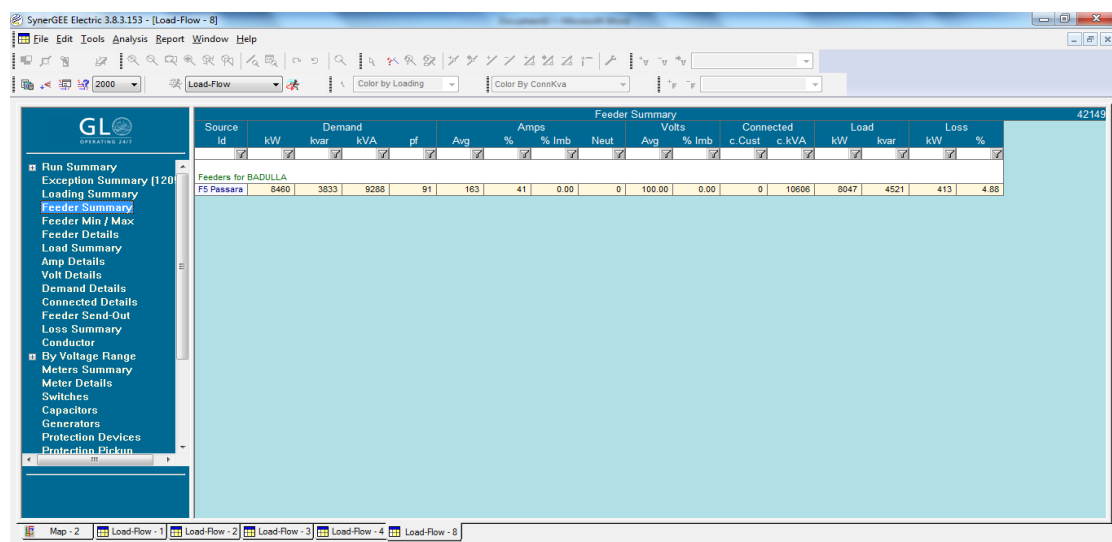 SynerGEE Electric 3.8.3.153 - [Load-Flow - 8]
File Edit Tools Analysis Report Window Help
2000 Load-Flow Color by Loading Color By ConnKva
GL
OPERATING 24/7
Run Summary
Exception Summary (120
Loading Summary
Feeder Summary
Feeder Min / Max
Feeder Details
Load Summary
Amp Details
Volt Details
Demand Details
Connected Details
Feeder Send-Out
Loss Summary
Conductor
By Voltage Range
Meters Summary
Meter Details
Switches
Capacitors
Generators
Protection Devices
Protection Pickup
Feeder Summary 42149
Source Demand Amps Volts Connected Load Loss
Id kW kvar kVA pf Avg % % Imb Neut Avg % Imb c.Cust c.kVA kW kvar kW %
Feeders for BADULLA
F5 Passara 8460 3833 9288 91 163 41 0.00 0 100.00 0.00 0 10606 8047 4521 413 4.88
Map - 2 Load-Flow - 1 Load-Flow - 2 Load-Flow - 3 Load-Flow - 4 Load-Flow - 8